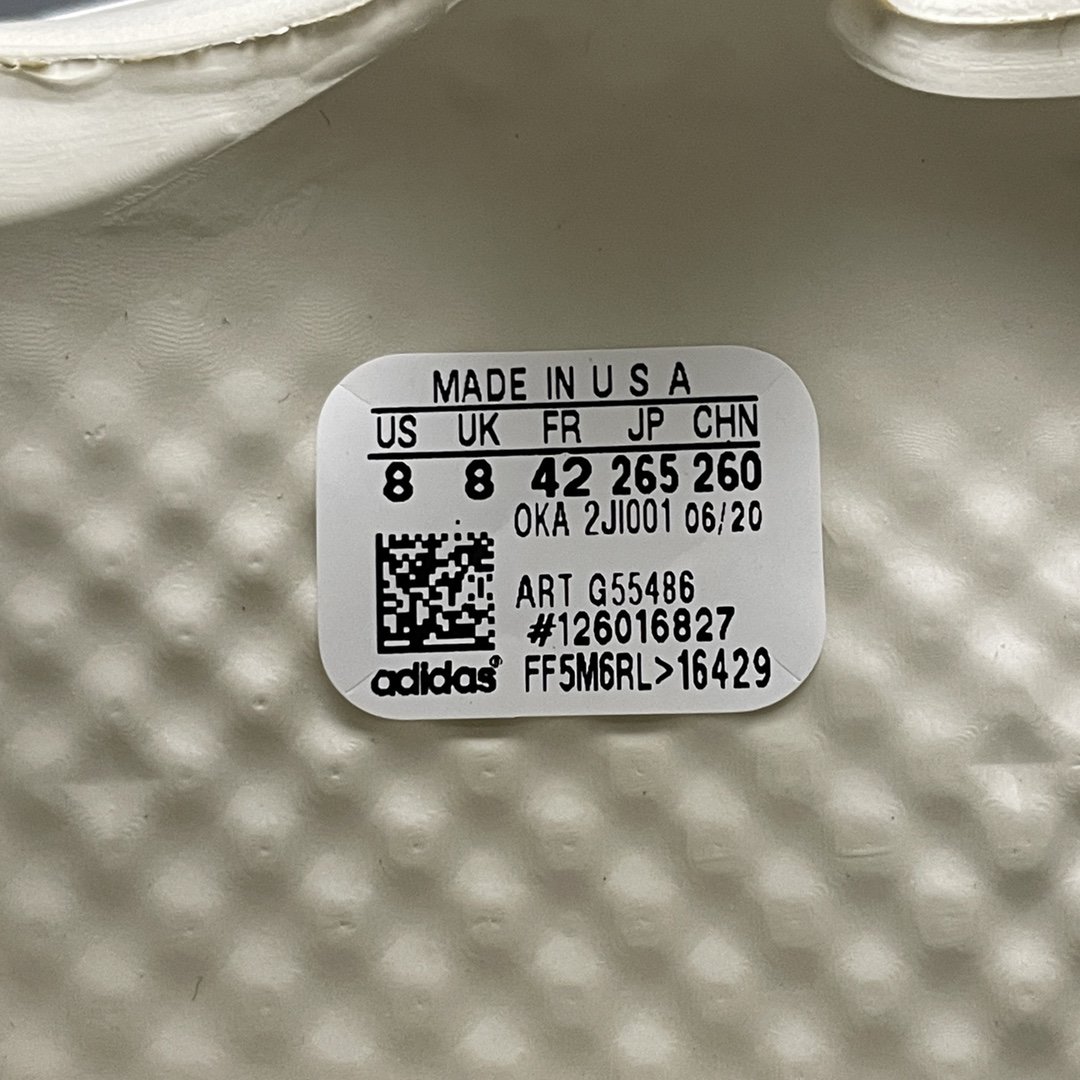 MADE IN U S A
US UK FR JP CHN
8 8 42 265 260
OKA 2JI001 06/20
ART G55486
#126016827
adidas® FF5M6RL>16429